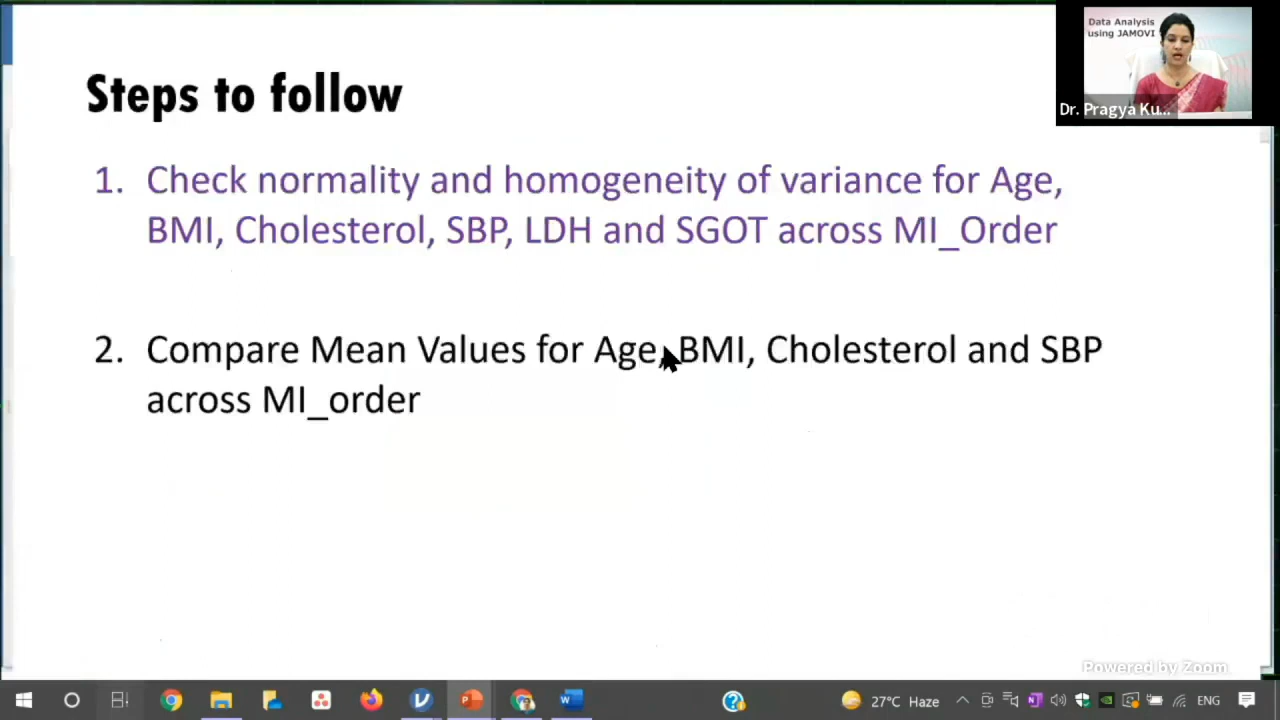 Data Analysis
using JAMOVI
Dr. Pragya Ku...
Steps to follow
1. Check normality and homogeneity of variance for Age,
BMI, Cholesterol, SBP, LDH and SGOT across MI_Order
2. Compare Mean Values for Age, BMI, Cholesterol and SBP
across MI_order
Powered by Zoom
27°C Haze
ENG